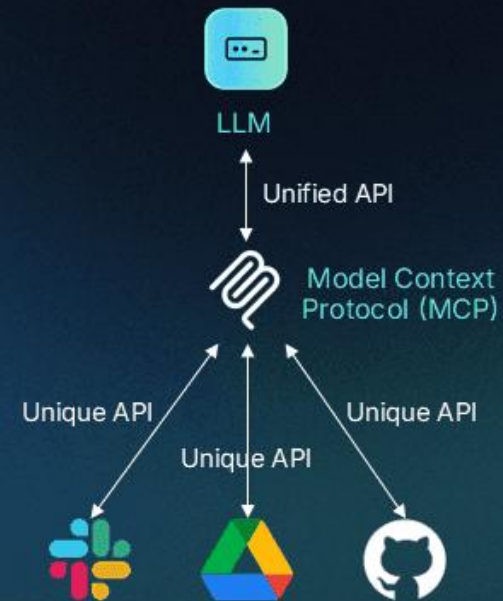 LLM
Unified API
Model Context
Protocol (MCP)
Unique API
Unique API
Unique API